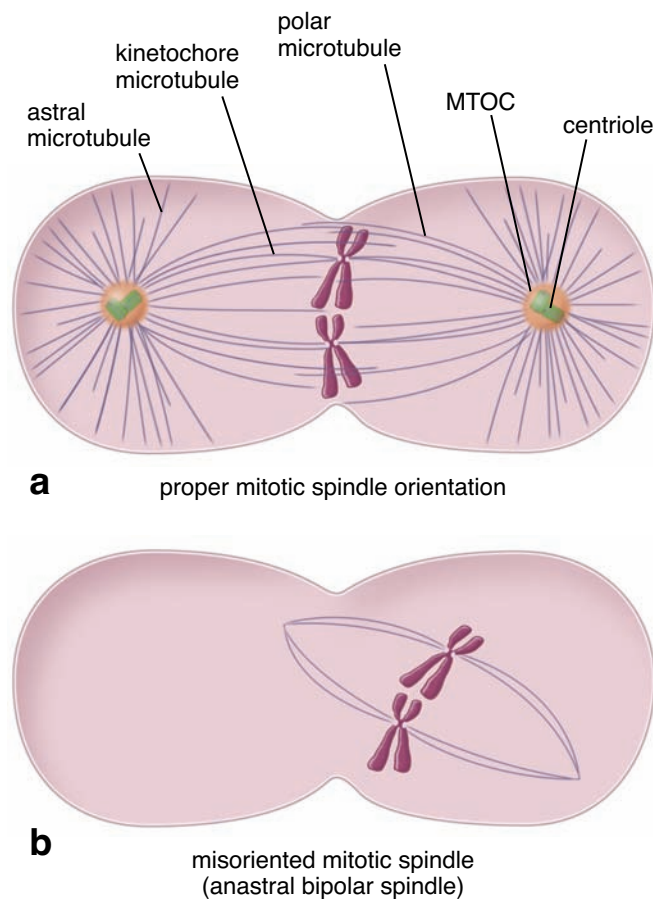 polar
microtubule
kinetochore
microtubule
MTOC
astral
microtubule
centriole
a
proper mitotic spindle orientation
b
misoriented mitotic spindle
(anastral bipolar spindle)